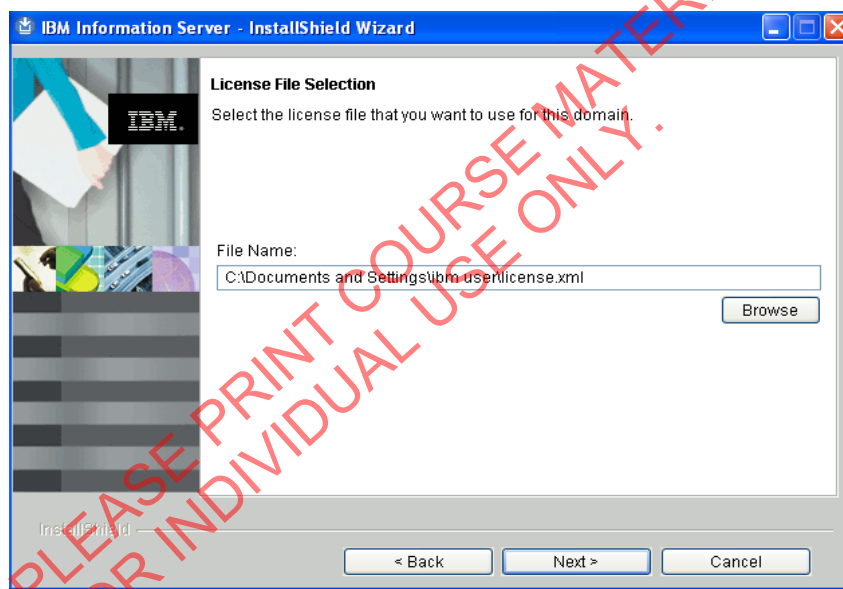 IBM Information Server - InstallShield Wizard
IBM.
License File Selection
Select the license file that you want to use for this domain.
File Name:
C:\Documents and Settings\ibm user\license.xml
Browse
InstallShield
< Back
Next >
Cancel
PLEASE PRINT COURSE MATER
FOR INDIVIDUAL USE ONLY.